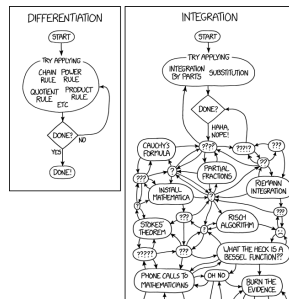 DIFFERENTIATION
START
TRY APPLYING
CHAIN RULE
POWER RULE
QUOTIENT RULE
PRODUCT RULE
ETC
DONE?
NO
YES
DONE!
INTEGRATION
START
TRY APPLYING
INTEGRATION BY PARTS
SUBSTITUTION
DONE?
HAHA, NOPE!
CAUCHY'S FORMULA
????
???!?
???
??
???
?
PARTIAL FRACTIONS
RIEMANN INTEGRATION
INSTALL MATHEMATICA
?
???
?
STOKES' THEOREM
???
?
RISCH ALGORITHM
?????
???
WHAT THE HECK IS A BESSEL FUNCTION??
PHONE CALLS TO MATHEMATICIANS
OH NO
BURN THE EVIDENCE